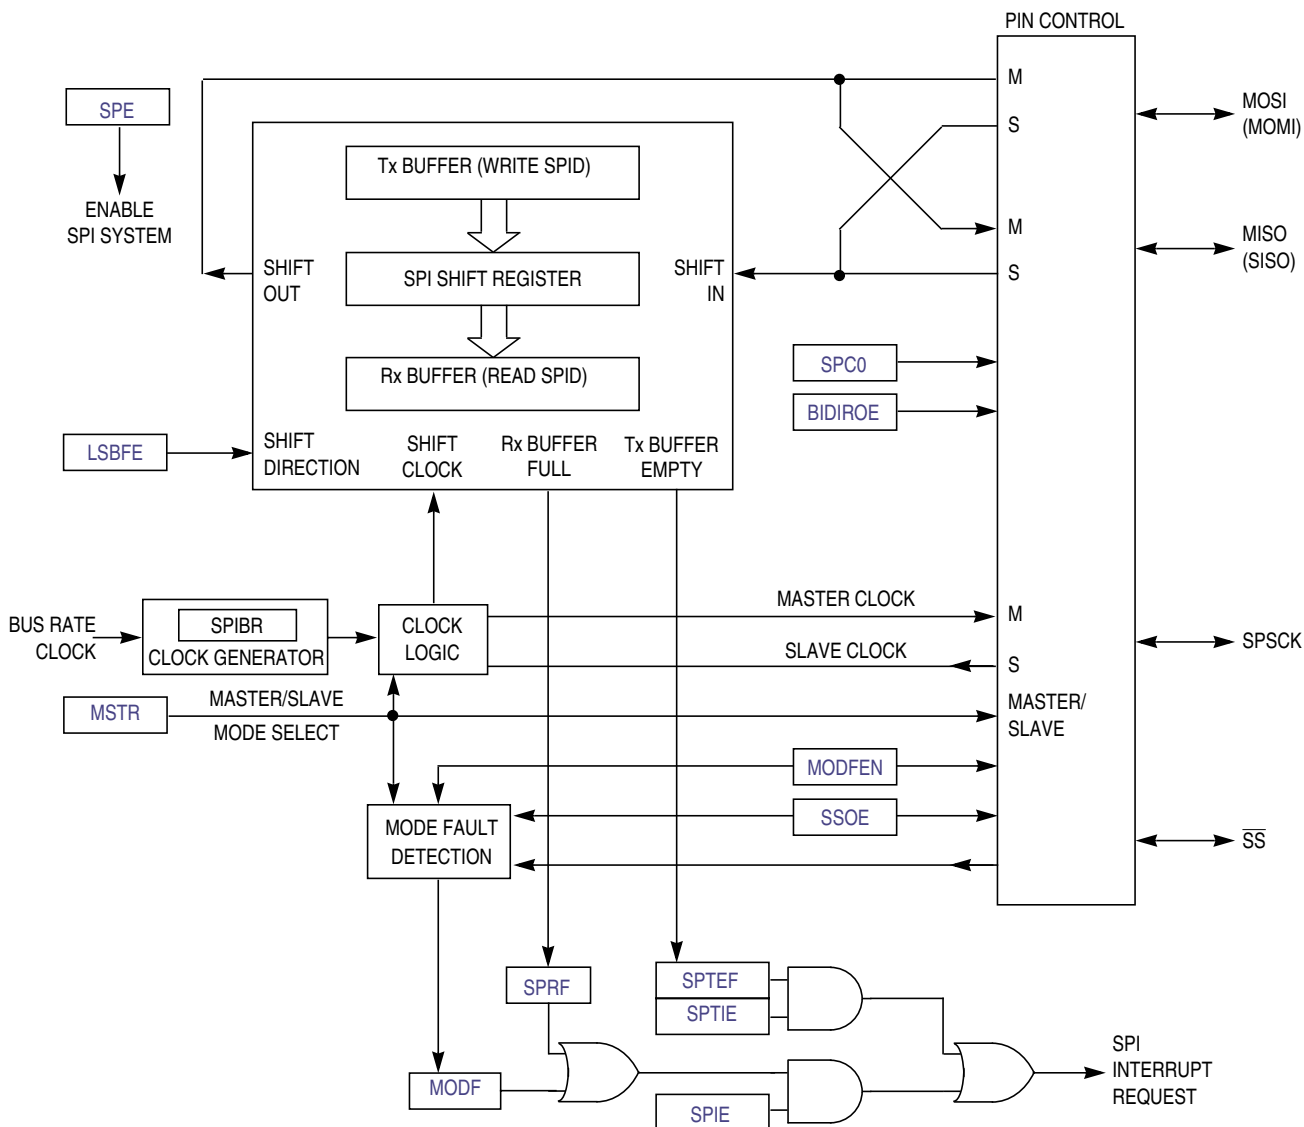 PIN CONTROL
M
SPE
MOSI
(MOMI)
S
Tx BUFFER (WRITE SPID)
ENABLE
SPI SYSTEM
M
MISO
(SISO)
SHIFT
OUT
SPI SHIFT REGISTER
SHIFT
IN
S
SPC0
Rx BUFFER (READ SPID)
BIDIROE
LSBFE
SHIFT
DIRECTION
SHIFT
CLOCK
Rx BUFFER
FULL
Tx BUFFER
EMPTY
MASTER CLOCK
M
BUS RATE
CLOCK
SPIBR
CLOCK GENERATOR
CLOCK
LOGIC
SPSCK
SLAVE CLOCK
S
MSTR
MASTER/SLAVE
MODE SELECT
MASTER/
SLAVE
MODFEN
SSOE
MODE FAULT
DETECTION
S̅S̅
SPRF
SPTEF
SPTIE
SPI
INTERRUPT
REQUEST
MODF
SPIE